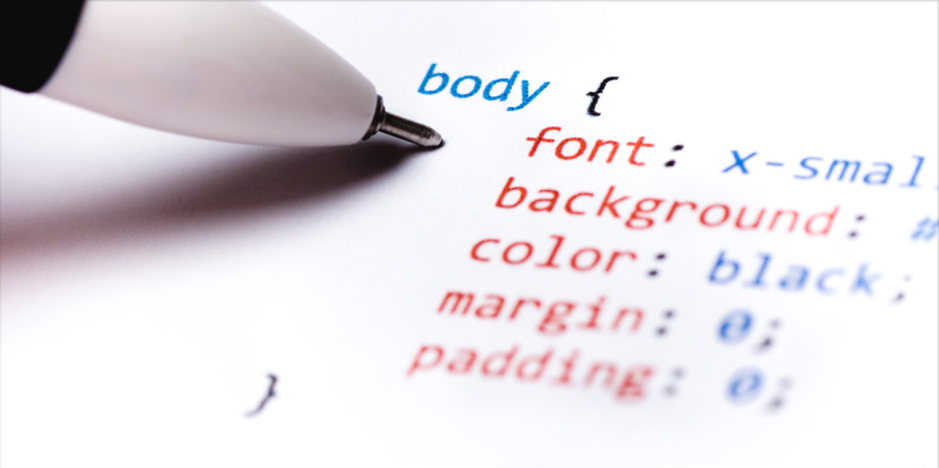 body {
font: x-smal
background: #
color: black;
margin: 0;
padding: 0;
}